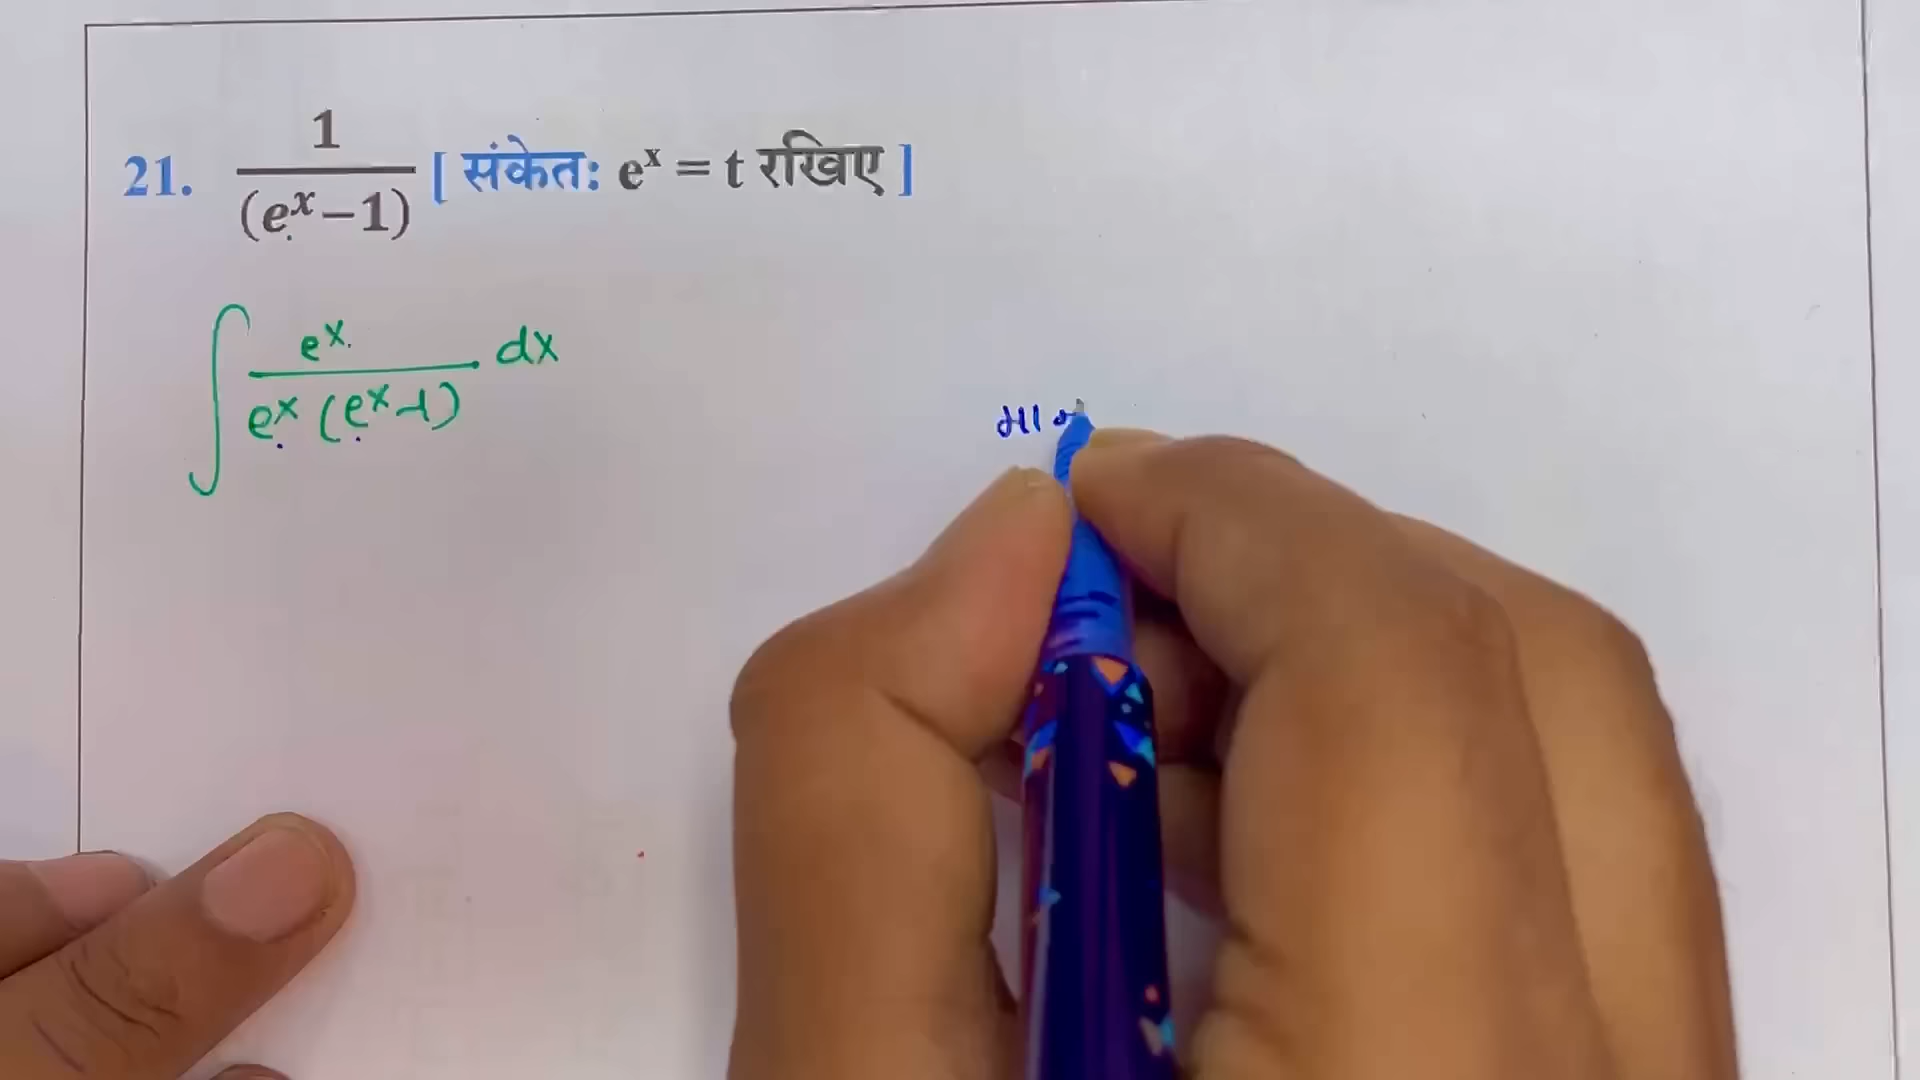 21. 1/(eˣ−1) [ संकेत: eˣ = t रखिए ]
∫ eˣ/(eˣ (eˣ-1)) dx